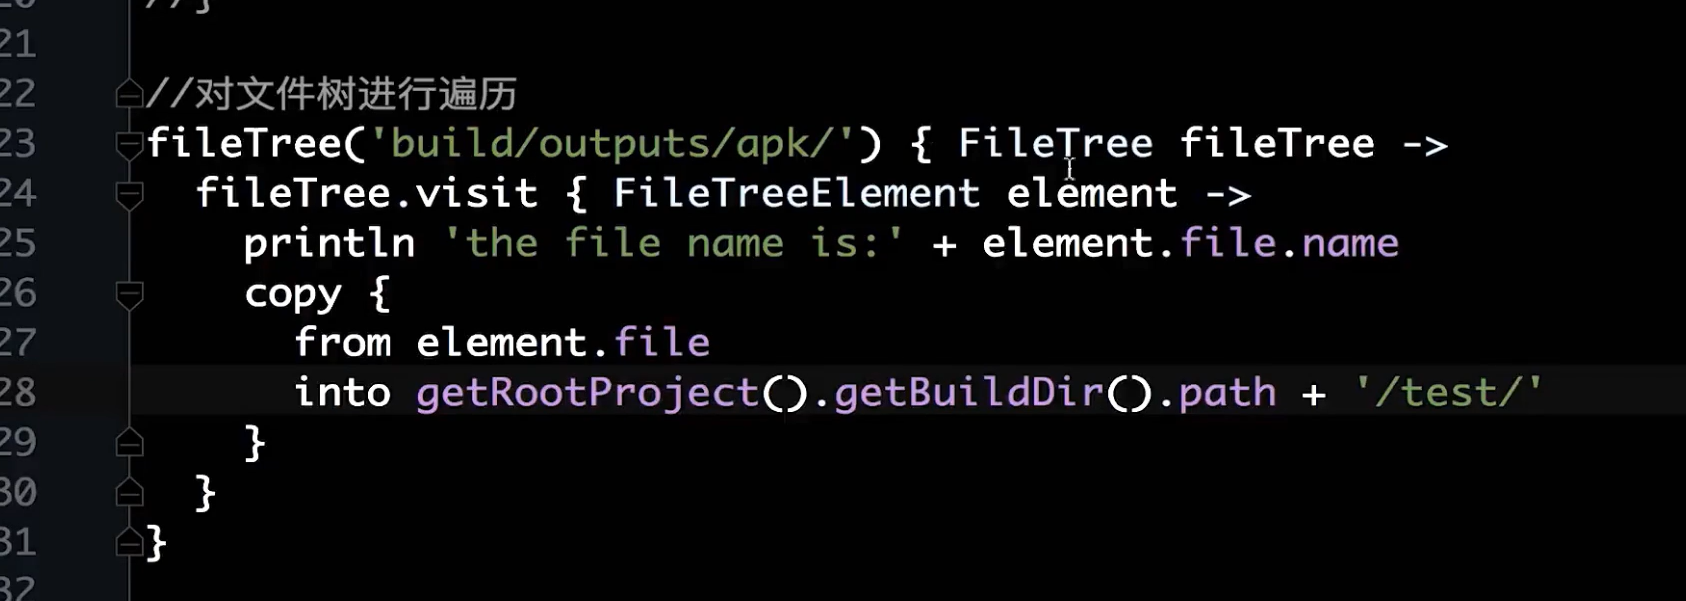 //}
21
22 //对文件树进行遍历
23 fileTree('build/outputs/apk/') { FileTree fileTree ->
24 fileTree.visit { FileTreeElement element ->
25 println 'the file name is:' + element.file.name
26 copy {
27 from element.file
28 into getRootProject().getBuildDir().path + '/test/'
29 }
30 }
31 }
32